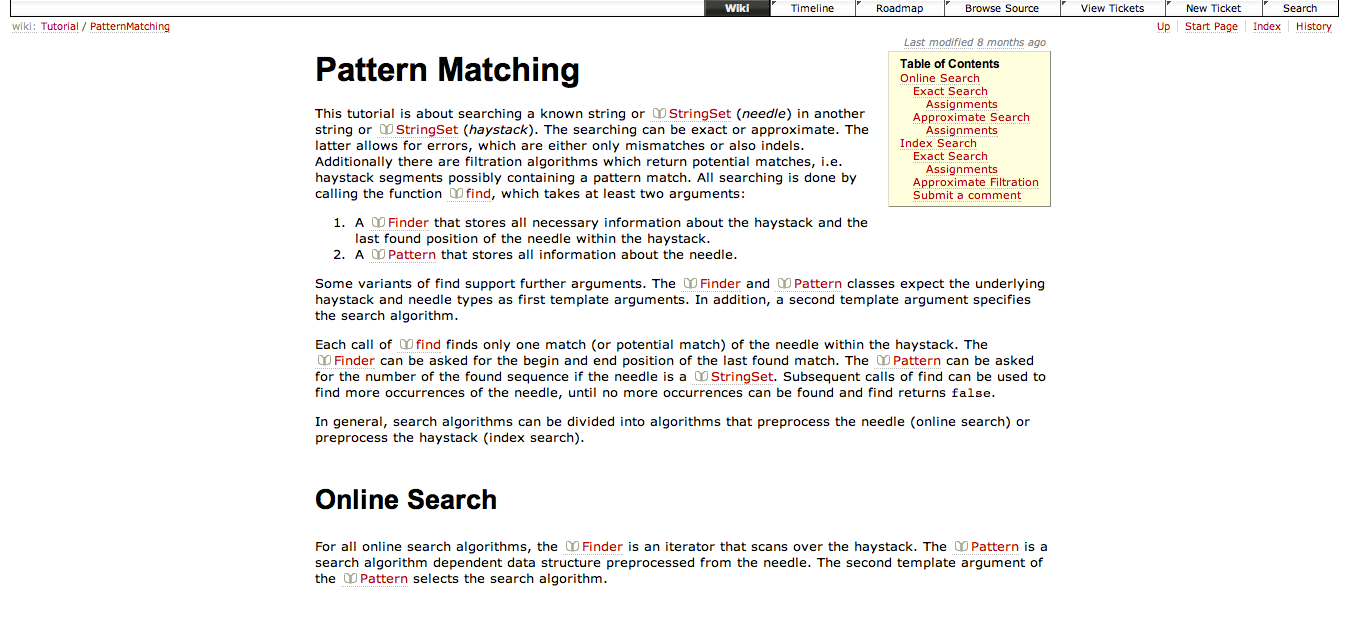 Wiki Timeline Roadmap Browse Source View Tickets New Ticket Search
wiki: Tutorial / PatternMatching Up Start Page Index History
Last modified 8 months ago
Pattern Matching
Table of Contents
Online Search
Exact Search
Assignments
Approximate Search
Assignments
Index Search
Exact Search
Assignments
Approximate Filtration
Submit a comment
This tutorial is about searching a known string or StringSet (needle) in another
string or StringSet (haystack). The searching can be exact or approximate. The
latter allows for errors, which are either only mismatches or also indels.
Additionally there are filtration algorithms which return potential matches, i.e.
haystack segments possibly containing a pattern match. All searching is done by
calling the function find, which takes at least two arguments:
1. A Finder that stores all necessary information about the haystack and the
last found position of the needle within the haystack.
2. A Pattern that stores all information about the needle.
Some variants of find support further arguments. The Finder and Pattern classes expect the underlying
haystack and needle types as first template arguments. In addition, a second template argument specifies
the search algorithm.
Each call of find finds only one match (or potential match) of the needle within the haystack. The
Finder can be asked for the begin and end position of the last found match. The Pattern can be asked
for the number of the found sequence if the needle is a StringSet. Subsequent calls of find can be used to
find more occurrences of the needle, until no more occurrences can be found and find returns false.
In general, search algorithms can be divided into algorithms that preprocess the needle (online search) or
preprocess the haystack (index search).
Online Search
For all online search algorithms, the Finder is an iterator that scans over the haystack. The Pattern is a
search algorithm dependent data structure preprocessed from the needle. The second template argument of
the Pattern selects the search algorithm.